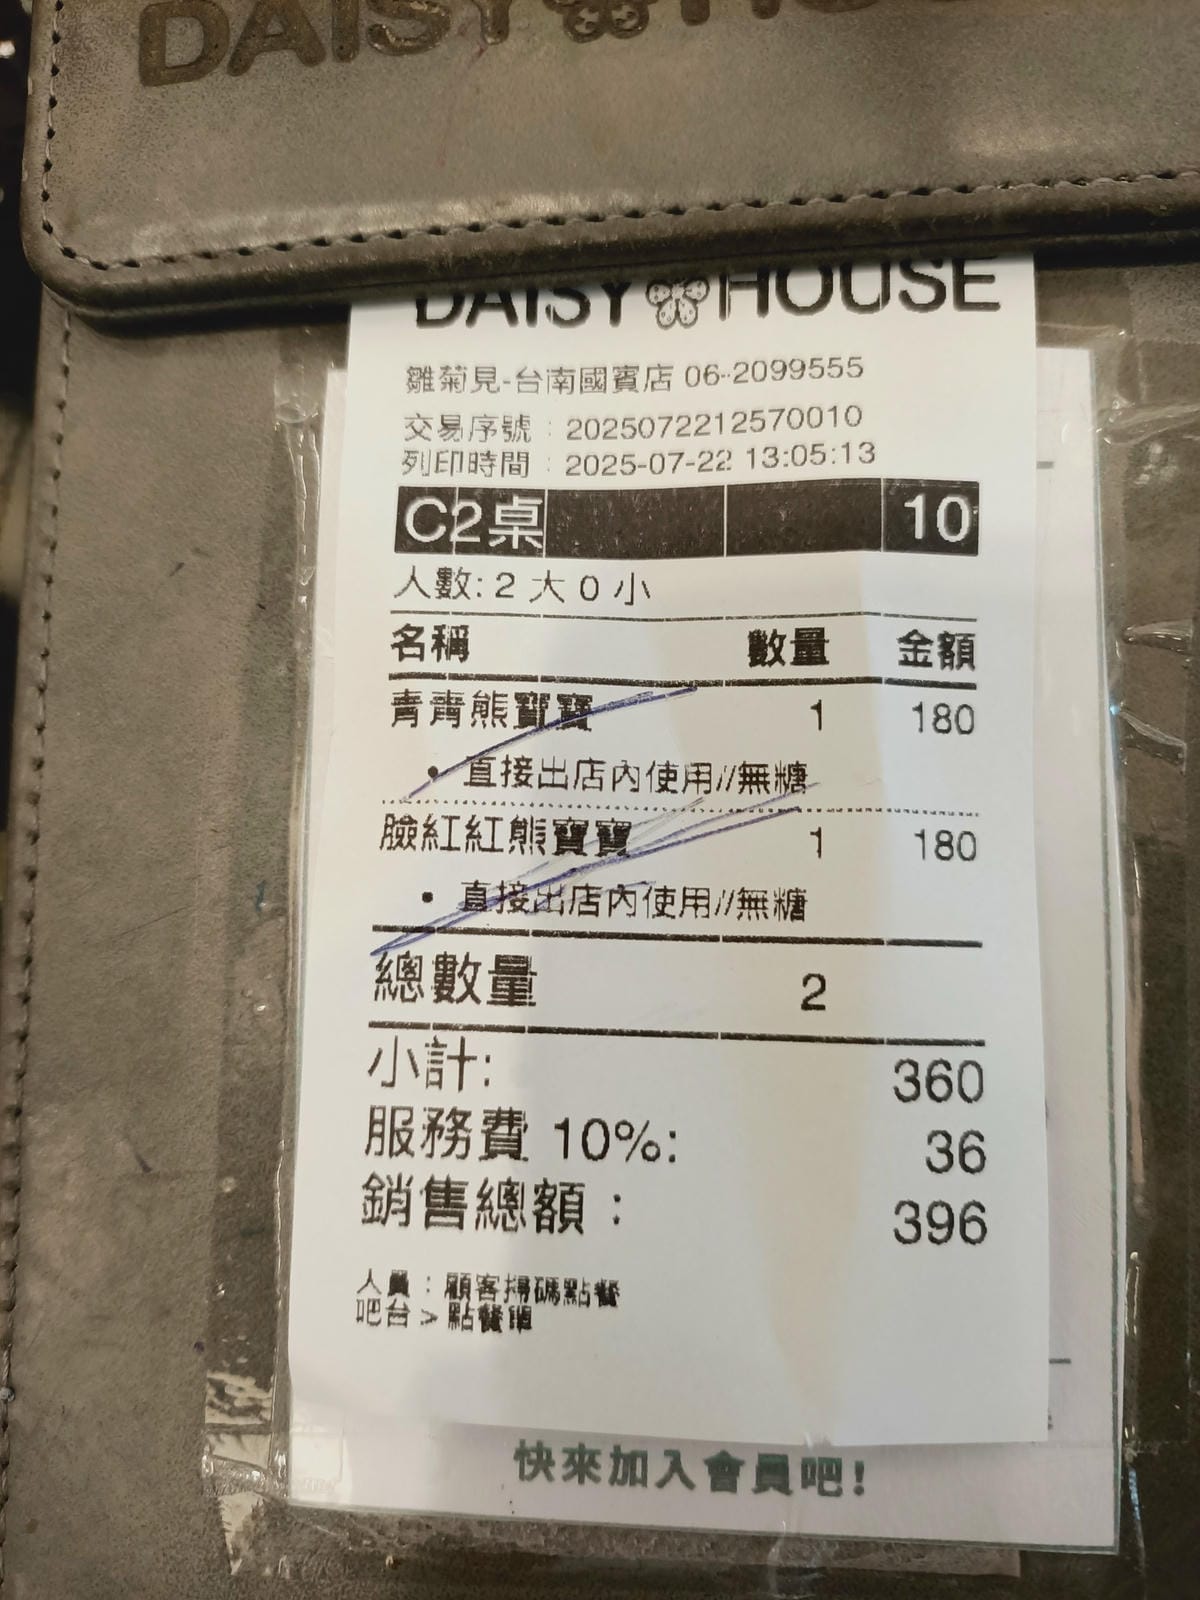 DAISY HOUSE
DAISY HOUSE
雛菊見-台南國賓店 06-2099555
交易序號：2025072212570010
列印時間：2025-07-22 13:05:13
C2桌 10
人數: 2 大 0 小
名稱 數量 金額
青青熊寶寶 1 180
• 直接出店內使用//無糖
臉紅紅熊寶寶 1 180
• 直接出店內使用//無糖
總數量 2
小計: 360
服務費 10%: 36
銷售總額： 396
人員：顧客掃碼點餐
吧台 > 點餐單
快來加入會員吧!